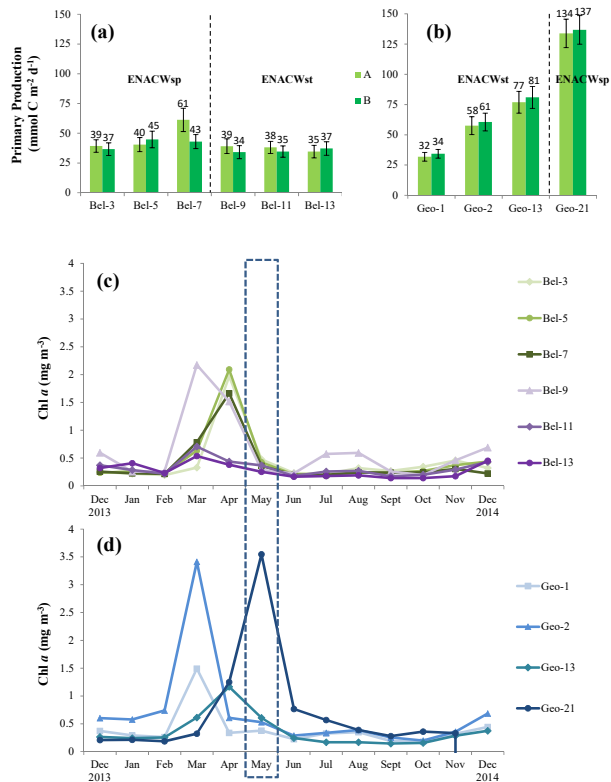 (a)
(b)
Primary Production
(mmol C m⁻² d⁻¹)
150
125
100
75
50
25
0
ENACWsp
ENACWst
A
B
39
37
40
45
61
43
39
34
38
35
35
37
Bel-3
Bel-5
Bel-7
Bel-9
Bel-11
Bel-13
150
125
100
75
50
25
0
ENACWst
ENACWsp
32
34
58
61
77
81
134
137
Geo-1
Geo-2
Geo-13
Geo-21
(c)
Chl a (mg m⁻³)
4
3.5
3
2.5
2
1.5
1
0.5
0
Dec Jan Feb Mar Apr May Jun Jul Aug Sept Oct Nov Dec
2013 2014
Bel-3
Bel-5
Bel-7
Bel-9
Bel-11
Bel-13
(d)
Chl a (mg m⁻³)
4
3.5
3
2.5
2
1.5
1
0.5
0
Dec Jan Feb Mar Apr May Jun Jul Aug Sept Oct Nov Dec
2013 2014
Geo-1
Geo-2
Geo-13
Geo-21